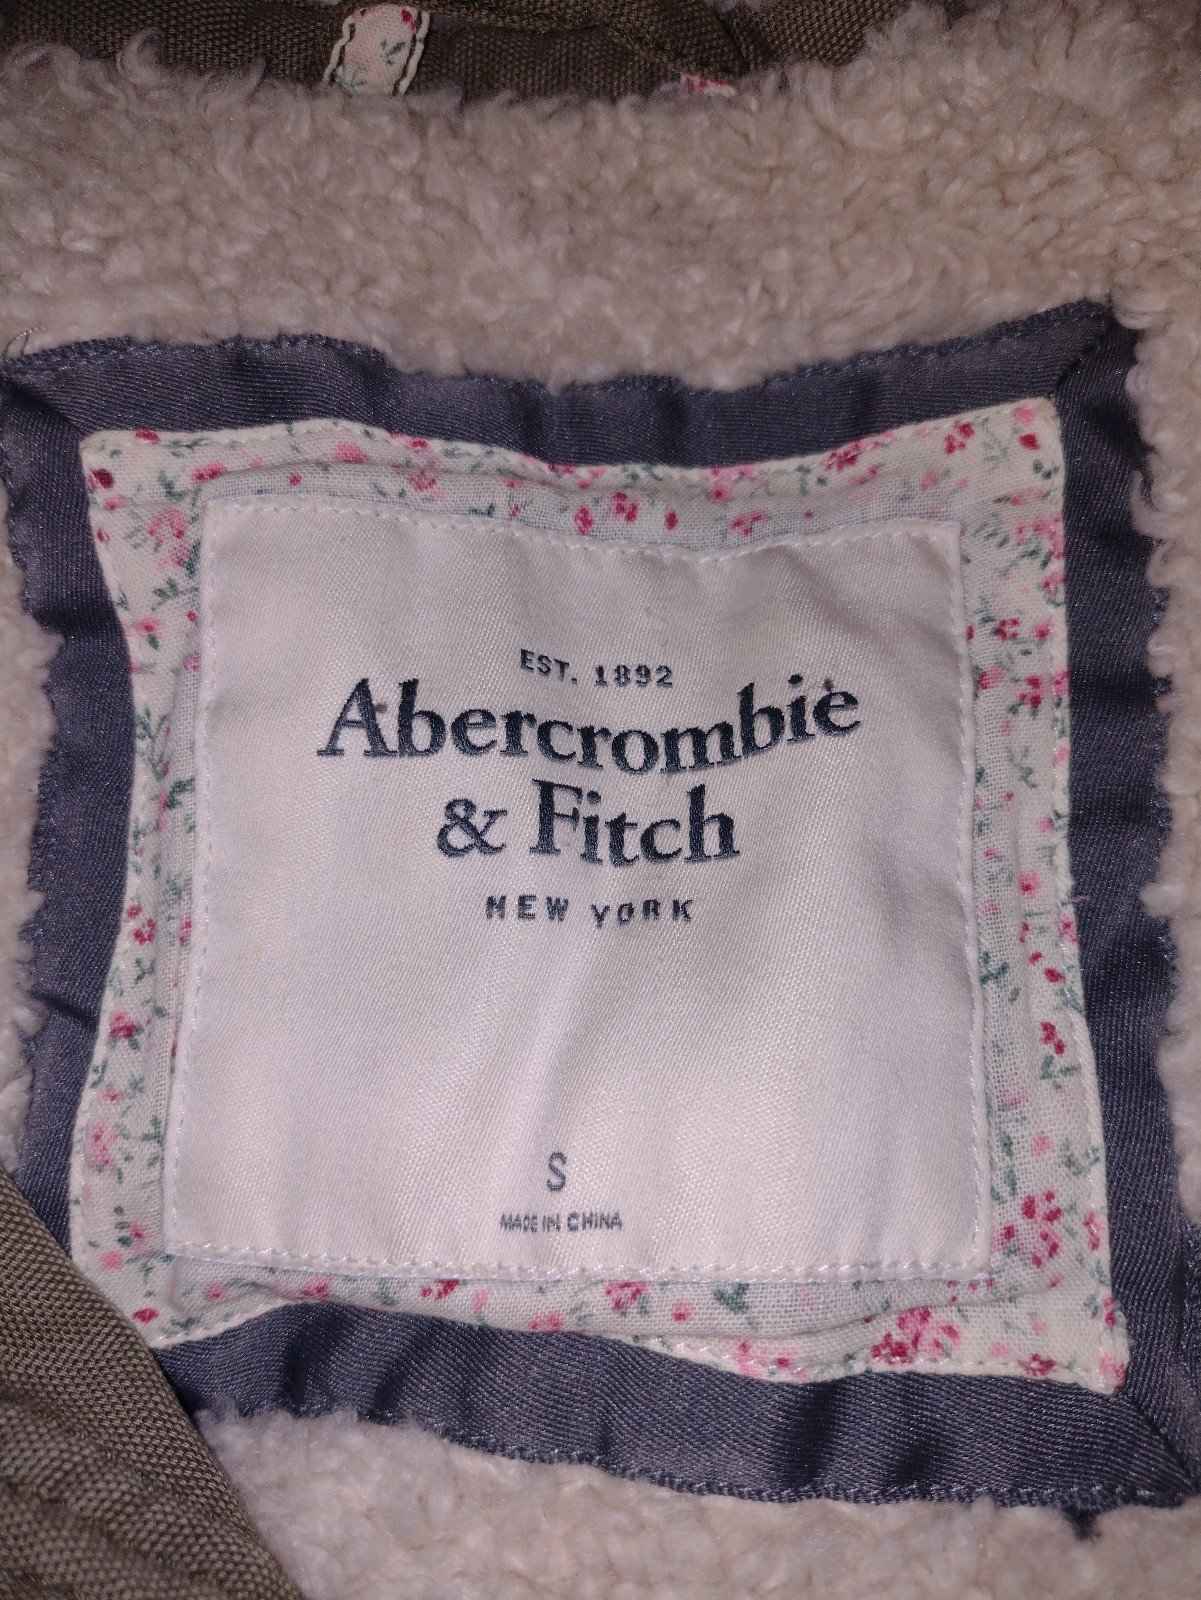 EST. 1892
Abercrombie
& Fitch
NEW YORK
S
MADE IN CHINA